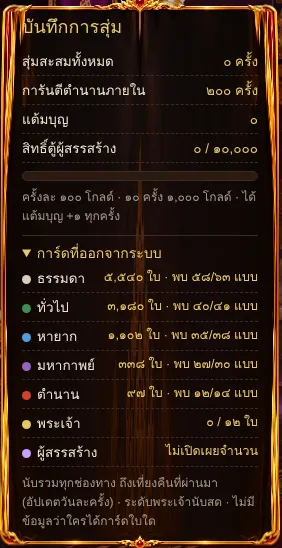 บันทึกการสุ่ม
สุ่มสะสมทั้งหมด ๐ ครั้ง
การันตีตำนานภายใน ๒๐๐ ครั้ง
แต้มบุญ ๐
สิทธิ์ตู้ผู้สรรสร้าง ๐ / ๑๐,๐๐๐
ครั้งละ ๑๐๐ โกลด์ · ๑๐ ครั้ง ๑,๐๐๐ โกลด์ · ได้
แต้มบุญ +๑ ทุกครั้ง
▼ การ์ดที่ออกจากระบบ
ธรรมดา ๕,๕๔๐ ใบ · พบ ๕๘/๖๓ แบบ
ทั่วไป ๓,๑๘๐ ใบ · พบ ๔๐/๔๑ แบบ
หายาก ๑,๑๐๒ ใบ · พบ ๓๕/๓๘ แบบ
มหากาพย์ ๓๓๘ ใบ · พบ ๒๗/๓๐ แบบ
ตำนาน ๙๗ ใบ · พบ ๑๒/๑๔ แบบ
พระเจ้า ๐ / ๑๒ ใบ
ผู้สรรสร้าง ไม่เปิดเผยจำนวน
นับรวมทุกช่องทาง ถึงเที่ยงคืนที่ผ่านมา
(อัปเดตวันละครั้ง) · ระดับพระเจ้านับสด · ไม่มี
ข้อมูลว่าใครได้การ์ดใบใด